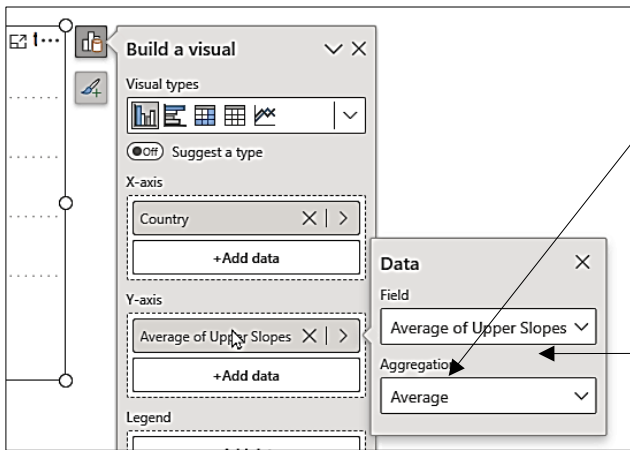 Build a visual
Visual types
Off Suggest a type
X-axis
Country
+Add data
Y-axis
Average of Upper Slopes
+Add data
Legend
Data
Field
Average of Upper Slopes
Aggregation
Average